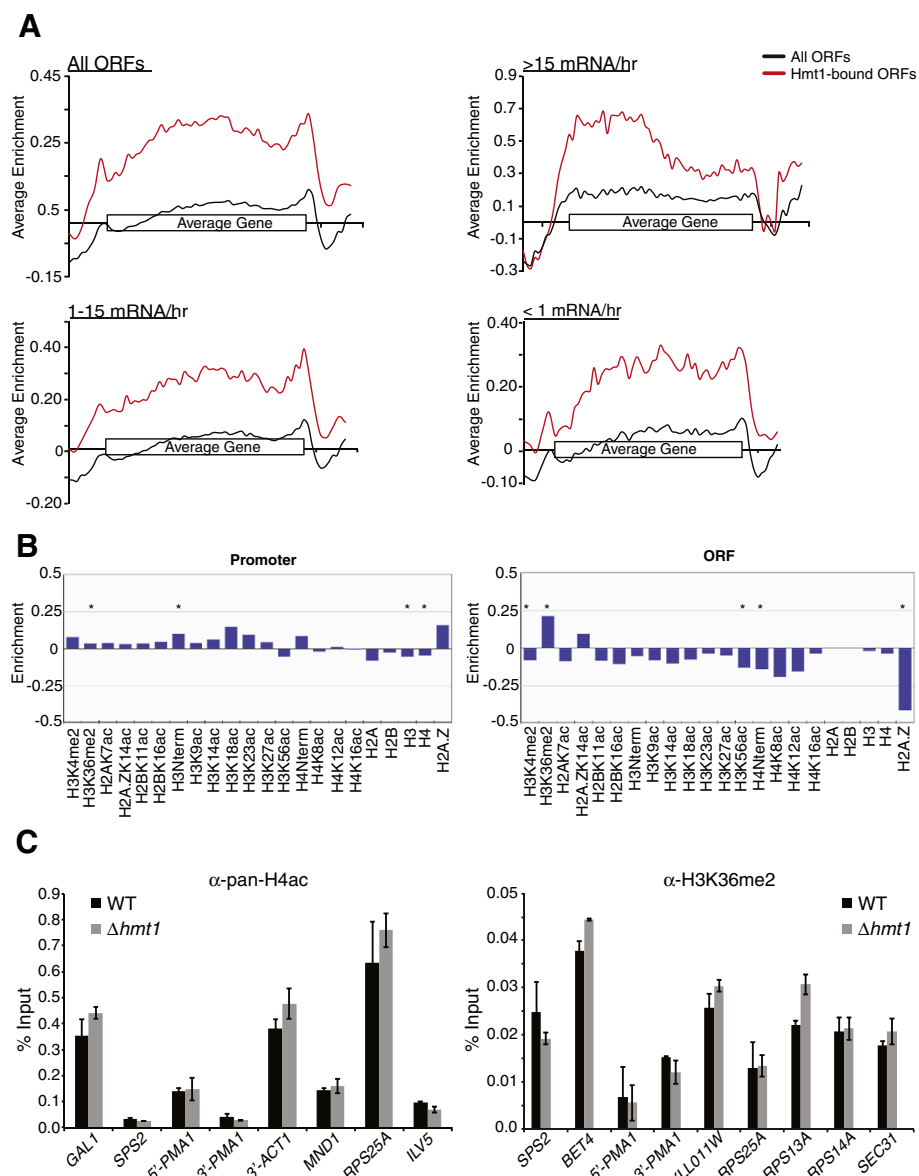 A
All ORFs
0.45
0.25
0.5
-0.15
Average Enrichment
Average Gene
>15 mRNA/hr
0.9
0.7
0.5
0.3
0.1
-0.1
-0.3
Average Enrichment
Average Gene
All ORFs
Hmt1-bound ORFs
1-15 mRNA/hr
0.40
0.20
0
-0.20
Average Enrichment
Average Gene
< 1 mRNA/hr
0.40
0.20
0
-0.10
Average Enrichment
Average Gene
B
Promoter
0.5
0.25
0
-0.25
-0.5
Enrichment
* * * *
H3K4me2
H3K36me2
H2AK7ac
H2A.ZK14ac
H2BK11ac
H2BK16ac
H3Nterm
H3K9ac
H3K14ac
H3K18ac
H3K23ac
H3K27ac
H3K56ac
H4Nterm
H4K8ac
H4K12ac
H4K16ac
H2A
H2B
H3
H4
H2A.Z
ORF
0.5
0.25
0
-0.25
-0.5
Enrichment
* * * * *
H3K4me2
H3K36me2
H2AK7ac
H2A.ZK14ac
H2BK11ac
H2BK16ac
H3Nterm
H3K9ac
H3K14ac
H3K18ac
H3K23ac
H3K27ac
H3K56ac
H4Nterm
H4K8ac
H4K12ac
H4K16ac
H2A
H2B
H3
H4
H2A.Z
C
α-pan-H4ac
WT
Δhmt1
0.9
0.8
0.7
0.6
0.5
0.4
0.3
0.2
0.1
0.0
% Input
GAL1
SPS2
5'-PMA1
3'-PMA1
3'-ACT1
MND1
RPS25A
ILV5
α-H3K36me2
WT
Δhmt1
0.05
0.04
0.03
0.02
0.01
0
% Input
SPS2
BET4
5'-PMA1
3'-PMA1
ILL011W
RPS25A
RPS13A
RPS14A
SEC31